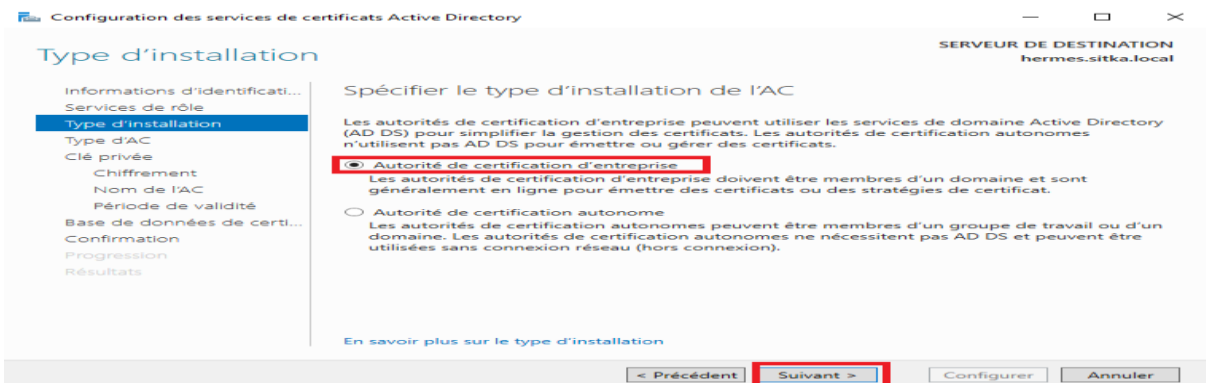 Configuration des services de certificats Active Directory
Type d'installation
SERVEUR DE DESTINATION
hermes.sitka.local
Informations d'identificati...
Services de rôle
Type d'installation
Type d'AC
Clé privée
Chiffrement
Nom de l'AC
Période de validité
Base de données de certi...
Confirmation
Progression
Résultats
Spécifier le type d'installation de l'AC
Les autorités de certification d'entreprise peuvent utiliser les services de domaine Active Directory
(AD DS) pour simplifier la gestion des certificats. Les autorités de certification autonomes
n'utilisent pas AD DS pour émettre ou gérer des certificats.
Autorité de certification d'entreprise
Les autorités de certification d'entreprise doivent être membres d'un domaine et sont
généralement en ligne pour émettre des certificats ou des stratégies de certificat.
Autorité de certification autonome
Les autorités de certification autonomes peuvent être membres d'un groupe de travail ou d'un
domaine. Les autorités de certification autonomes ne nécessitent pas AD DS et peuvent être
utilisées sans connexion réseau (hors connexion).
En savoir plus sur le type d'installation
< Précédent
Suivant >
Configurer
Annuler